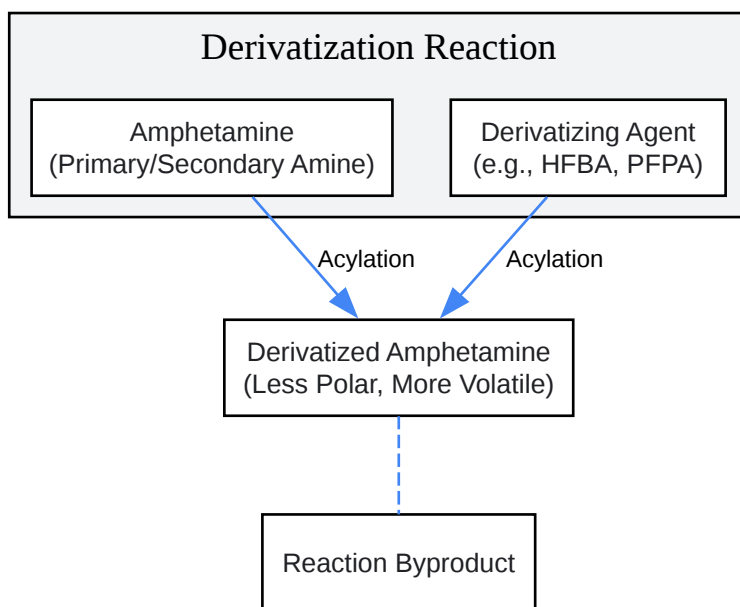 Derivatization Reaction
Amphetamine
(Primary/Secondary Amine)
Derivatizing Agent
(e.g., HFBA, PFPA)
Acylation
Acylation
Derivatized Amphetamine
(Less Polar, More Volatile)
Reaction Byproduct